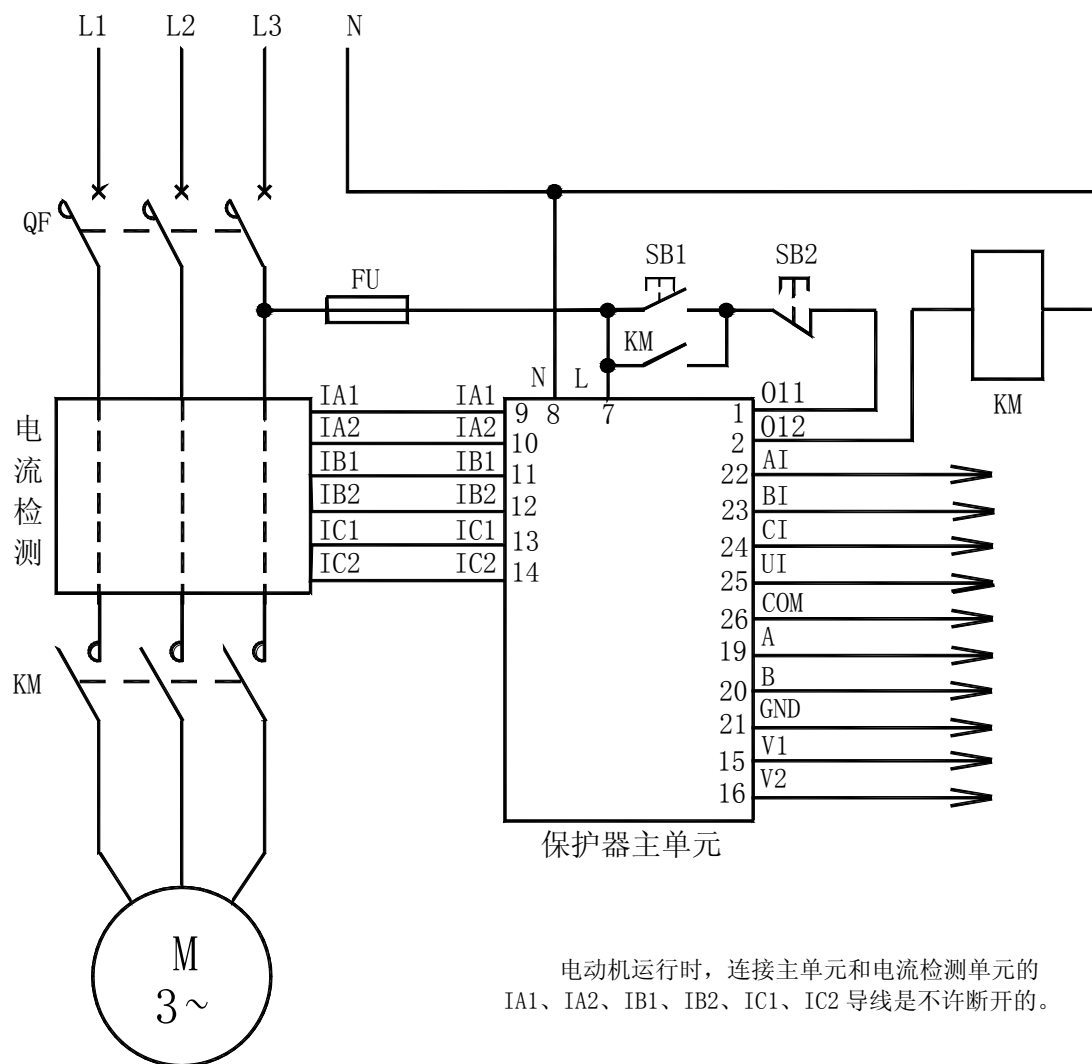 L1 L2 L3 N
QF
FU
SB1 SB2
KM
KM
N L
8 7
电流检测
IA1 IA1 9
IA2 IA2 10
IB1 IB1 11
IB2 IB2 12
IC1 IC1 13
IC2 IC2 14
1 O11
2 O12
22 AI
23 BI
24 CI
25 UI
26 COM
19 A
20 B
21 GND
15 V1
16 V2
保护器主单元
KM
M
3~
电动机运行时，连接主单元和电流检测单元的
IA1、IA2、IB1、IB2、IC1、IC2 导线是不许断开的。